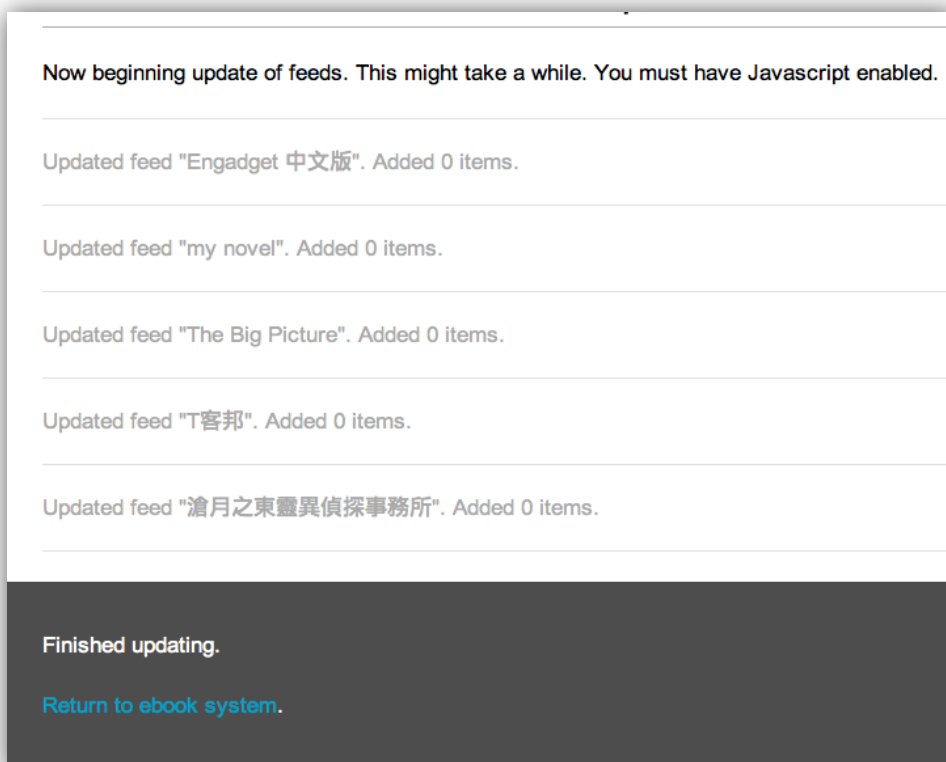 Now beginning update of feeds. This might take a while. You must have Javascript enabled.
Updated feed "Engadget 中文版". Added 0 items.
Updated feed "my novel". Added 0 items.
Updated feed "The Big Picture". Added 0 items.
Updated feed "T客邦". Added 0 items.
Updated feed "滄月之東靈異偵探事務所". Added 0 items.
Finished updating.
Return to ebook system.